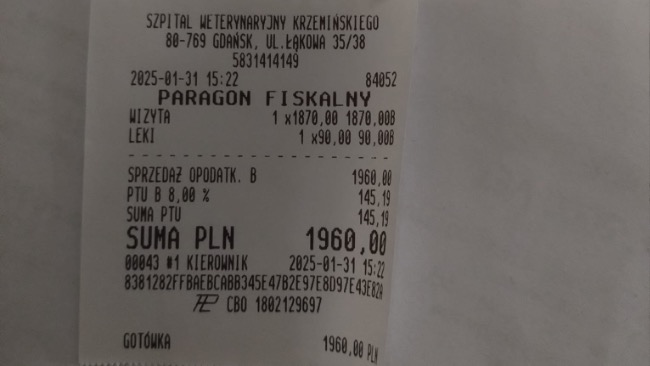 SZPITAL WETERYNARYJNY KRZEMIŃSKIEGO
80-769 GDAŃSK, UL.ŁĄKOWA 35/38
5831414149
2025-01-31 15:22 84052
PARAGON FISKALNY
WIZYTA 1 x1870,00 1870,00B
LEKI 1 x90,00 90,00B
SPRZEDAŻ OPODATK. B 1960,00
PTU B 8,00 % 145,19
SUMA PTU 145,19
SUMA PLN 1960,00
00043 #1 KIEROWNIK 2025-01-31 15:22
8381282FFBAEBCABB345E47B2E97E8D97E43E82A
CBO 1802129697
GOTÓWKA 1960,00 PLN